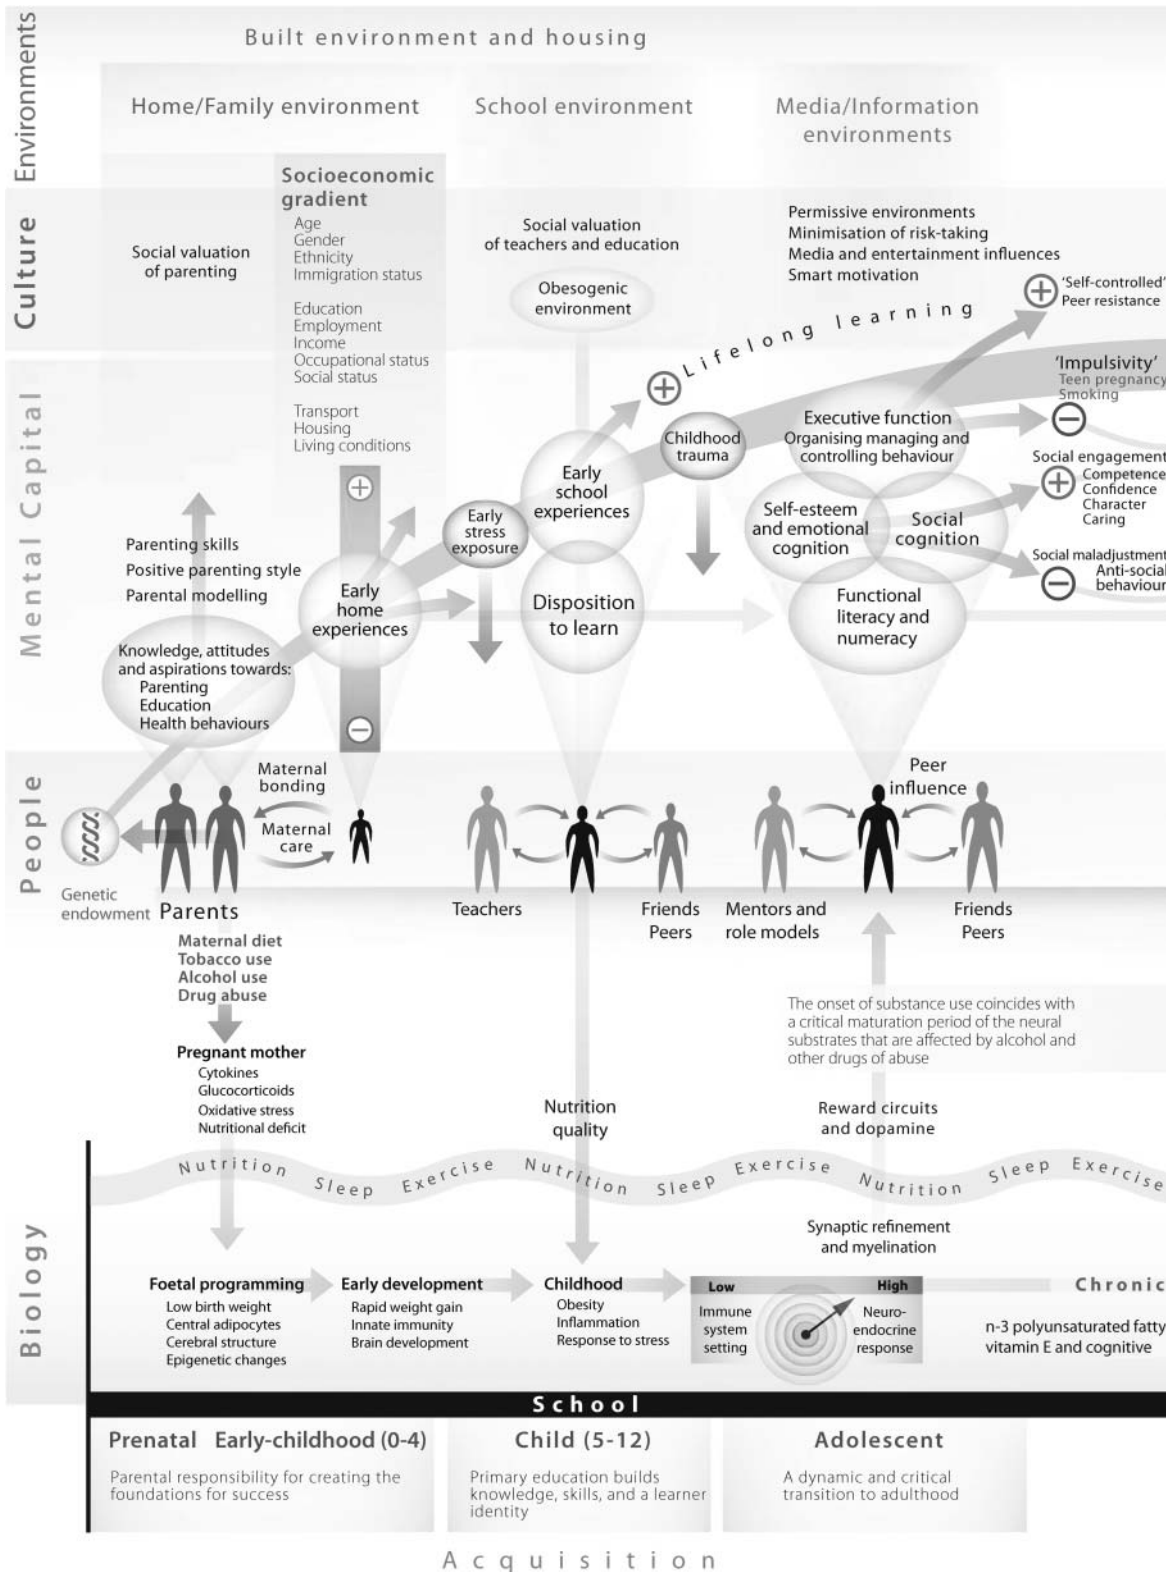 Environments
Built environment and housing
Home/Family environment
School environment
Media/Information
environments
Culture
Social valuation
of parenting
Socioeconomic
gradient
Age
Gender
Ethnicity
Immigration status
Education
Employment
Income
Occupational status
Social status
Transport
Housing
Living conditions
Social valuation
of teachers and education
Obesogenic
environment
Permissive environments
Minimisation of risk-taking
Media and entertainment influences
Smart motivation
'Self-controlled'
Peer resistance
Lifelong learning
Mental Capital
'Impulsivity'
Teen pregnancy
Smoking
Executive function
Organising managing and
controlling behaviour
Childhood
trauma
Early
school
experiences
Early
stress
exposure
Social engagement
Competence
Confidence
Character
Caring
Self-esteem
and emotional
cognition
Social
cognition
Social maladjustment
Anti-social
behaviour
Parenting skills
Positive parenting style
Parental modelling
Early
home
experiences
Disposition
to learn
Functional
literacy and
numeracy
Knowledge, attitudes
and aspirations towards:
Parenting
Education
Health behaviours
People
Maternal
bonding
Maternal
care
Peer
influence
Genetic
endowment
Parents
Teachers
Friends
Peers
Mentors and
role models
Friends
Peers
Maternal diet
Tobacco use
Alcohol use
Drug abuse
Pregnant mother
Cytokines
Glucocorticoids
Oxidative stress
Nutritional deficit
The onset of substance use coincides with
a critical maturation period of the neural
substrates that are affected by alcohol and
other drugs of abuse
Nutrition
quality
Reward circuits
and dopamine
Nutrition Sleep Exercise Nutrition Sleep Exercise Nutrition Sleep Exercise
Biology
Synaptic refinement
and myelination
Foetal programming
Low birth weight
Central adipocytes
Cerebral structure
Epigenetic changes
Early development
Rapid weight gain
Innate immunity
Brain development
Childhood
Obesity
Inflammation
Response to stress
Low
High
Immune
system
setting
Neuro-
endocrine
response
Chronic
n-3 polyunsaturated fatty
vitamin E and cognitive
School
Prenatal Early-childhood (0-4)
Parental responsibility for creating the
foundations for success
Child (5-12)
Primary education builds
knowledge, skills, and a learner
identity
Adolescent
A dynamic and critical
transition to adulthood
Acquisition